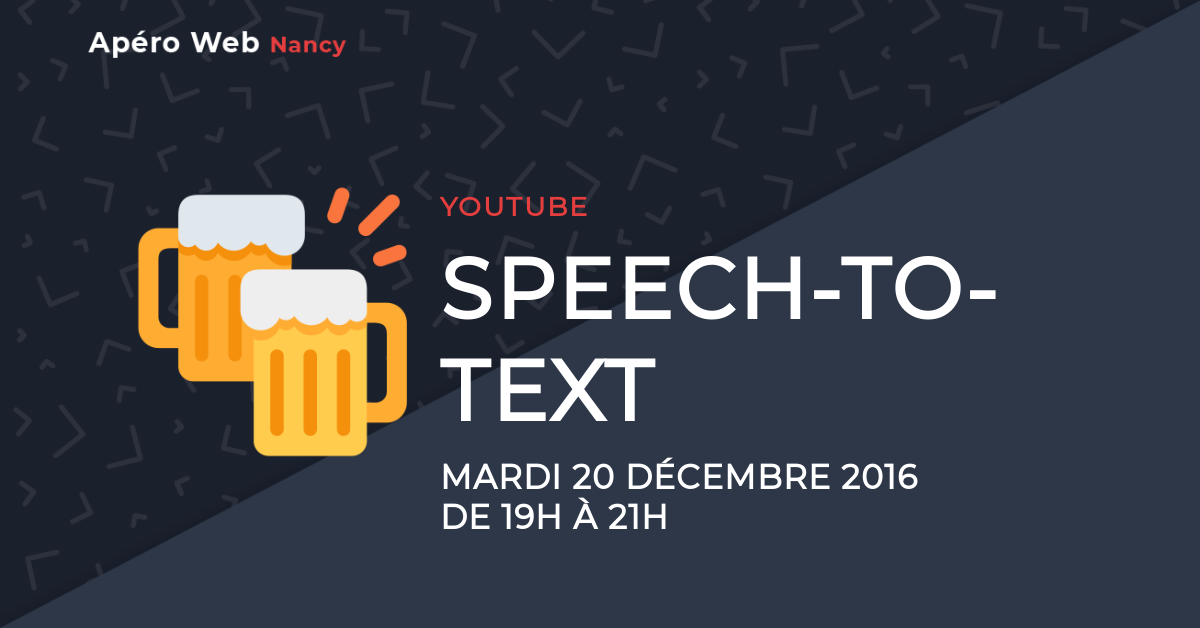 Apéro Web Nancy
YOUTUBE
SPEECH-TO-
TEXT
MARDI 20 DÉCEMBRE 2016
DE 19H À 21H